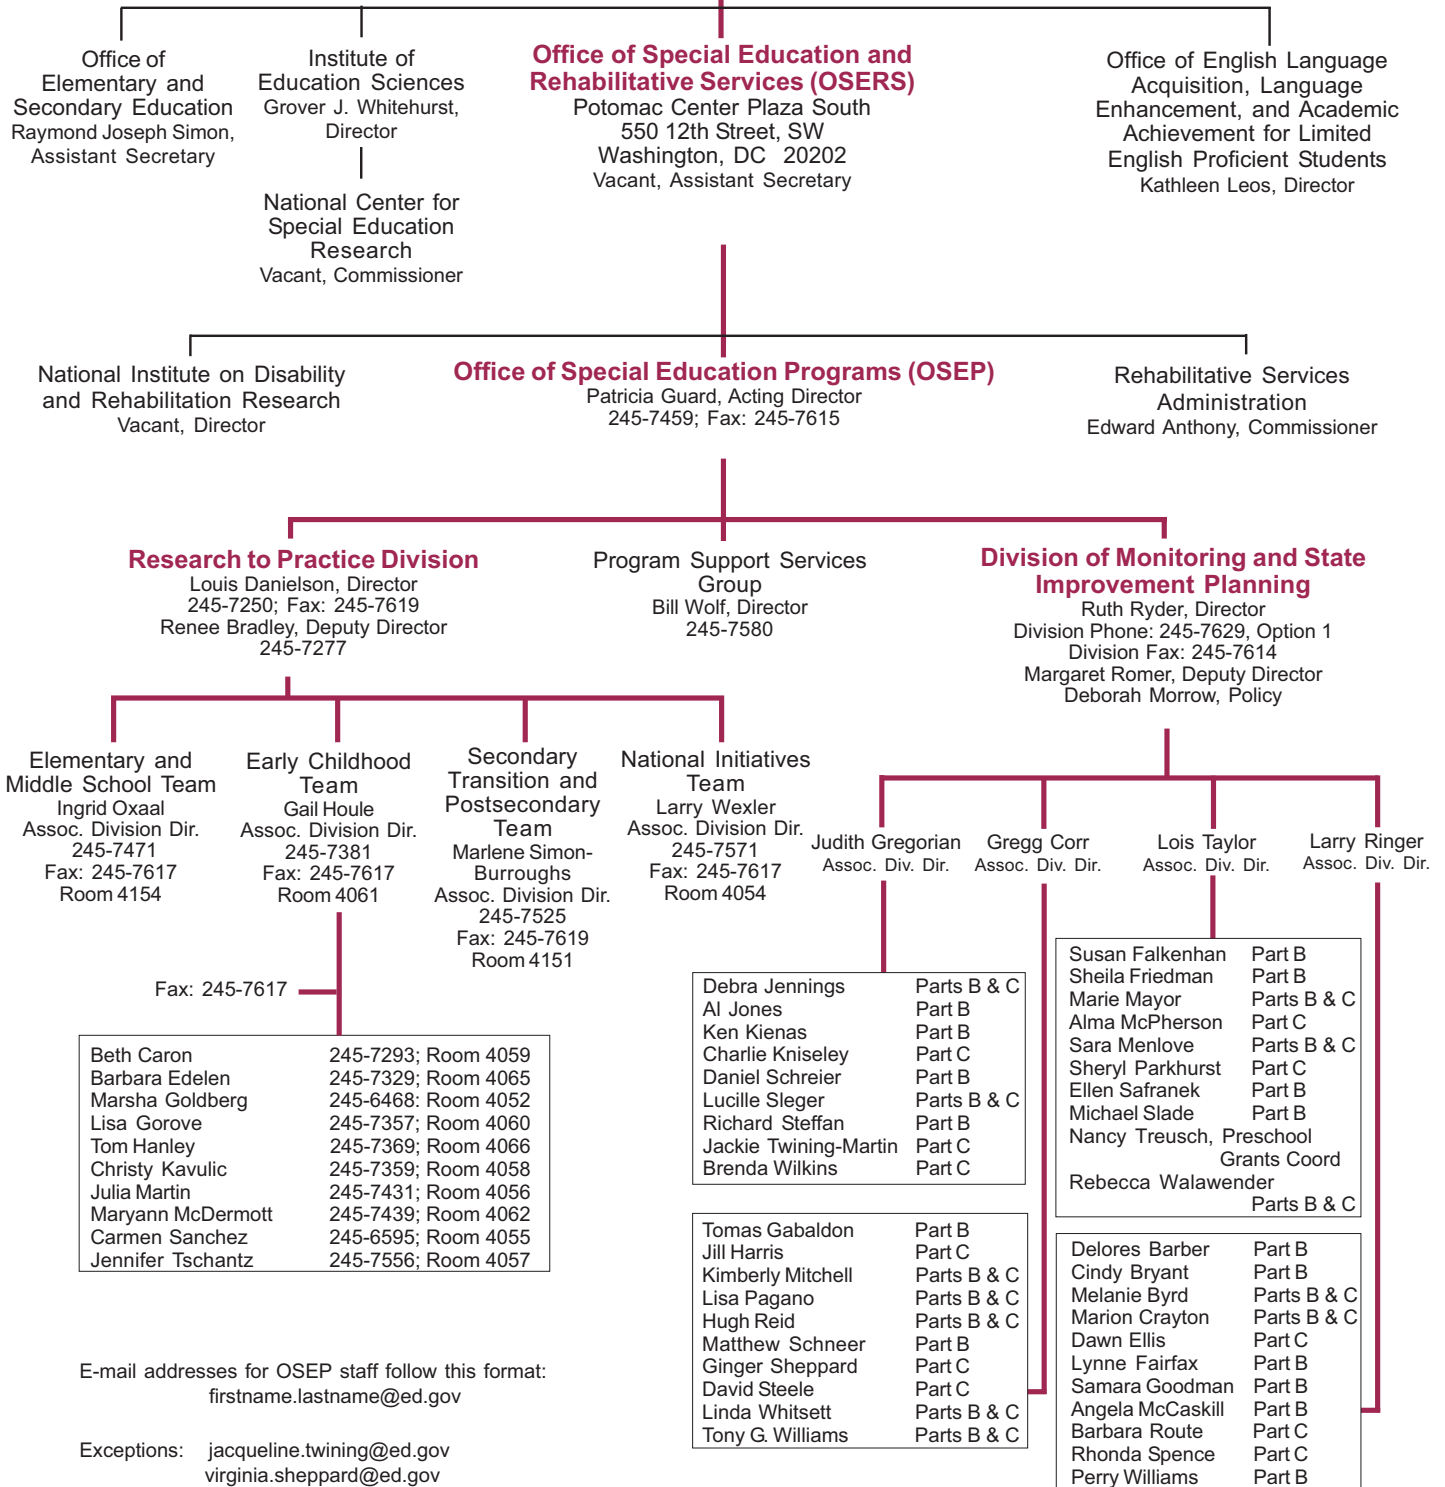 Office of
Elementary and
Secondary Education
Raymond Joseph Simon,
Assistant Secretary
Institute of
Education Sciences
Grover J. Whitehurst,
Director
National Center for
Special Education
Research
Vacant, Commissioner
Office of Special Education and
Rehabilitative Services (OSERS)
Potomac Center Plaza South
550 12th Street, SW
Washington, DC 20202
Vacant, Assistant Secretary
Office of English Language
Acquisition, Language
Enhancement, and Academic
Achievement for Limited
English Proficient Students
Kathleen Leos, Director
National Institute on Disability
and Rehabilitation Research
Vacant, Director
Office of Special Education Programs (OSEP)
Patricia Guard, Acting Director
245-7459; Fax: 245-7615
Rehabilitative Services
Administration
Edward Anthony, Commissioner
Research to Practice Division
Louis Danielson, Director
245-7250; Fax: 245-7619
Renee Bradley, Deputy Director
245-7277
Program Support Services
Group
Bill Wolf, Director
245-7580
Division of Monitoring and State
Improvement Planning
Ruth Ryder, Director
Division Phone: 245-7629, Option 1
Division Fax: 245-7614
Margaret Romer, Deputy Director
Deborah Morrow, Policy
Elementary and
Middle School Team
Ingrid Oxaal
Assoc. Division Dir.
245-7471
Fax: 245-7617
Room 4154
Early Childhood
Team
Gail Houle
Assoc. Division Dir.
245-7381
Fax: 245-7617
Room 4061
Secondary
Transition and
Postsecondary
Team
Marlene Simon-
Burroughs
Assoc. Division Dir.
245-7525
Fax: 245-7619
Room 4151
National Initiatives
Team
Larry Wexler
Assoc. Division Dir.
245-7571
Fax: 245-7617
Room 4054
Judith Gregorian
Assoc. Div. Dir.
Gregg Corr
Assoc. Div. Dir.
Lois Taylor
Assoc. Div. Dir.
Larry Ringer
Assoc. Div. Dir.
Fax: 245-7617
Beth Caron 245-7293; Room 4059
Barbara Edelen 245-7329; Room 4065
Marsha Goldberg 245-6468: Room 4052
Lisa Gorove 245-7357; Room 4060
Tom Hanley 245-7369; Room 4066
Christy Kavulic 245-7359; Room 4058
Julia Martin 245-7431; Room 4056
Maryann McDermott 245-7439; Room 4062
Carmen Sanchez 245-6595; Room 4055
Jennifer Tschantz 245-7556; Room 4057
Debra Jennings Parts B & C
Al Jones Part B
Ken Kienas Part B
Charlie Kniseley Part C
Daniel Schreier Part B
Lucille Sleger Parts B & C
Richard Steffan Part B
Jackie Twining-Martin Part C
Brenda Wilkins Part C
Susan Falkenhan Part B
Sheila Friedman Part B
Marie Mayor Parts B & C
Alma McPherson Part C
Sara Menlove Parts B & C
Sheryl Parkhurst Part C
Ellen Safranek Part B
Michael Slade Part B
Nancy Treusch, Preschool
Grants Coord
Rebecca Walawender
Parts B & C
Tomas Gabaldon Part B
Jill Harris Part C
Kimberly Mitchell Parts B & C
Lisa Pagano Parts B & C
Hugh Reid Parts B & C
Matthew Schneer Part B
Ginger Sheppard Part C
David Steele Part C
Linda Whitsett Parts B & C
Tony G. Williams Parts B & C
Delores Barber Part B
Cindy Bryant Part B
Melanie Byrd Parts B & C
Marion Crayton Parts B & C
Dawn Ellis Part C
Lynne Fairfax Part B
Samara Goodman Part B
Angela McCaskill Part B
Barbara Route Part C
Rhonda Spence Part C
Perry Williams Part B
E-mail addresses for OSEP staff follow this format:
firstname.lastname@ed.gov
Exceptions: jacqueline.twining@ed.gov
virginia.sheppard@ed.gov